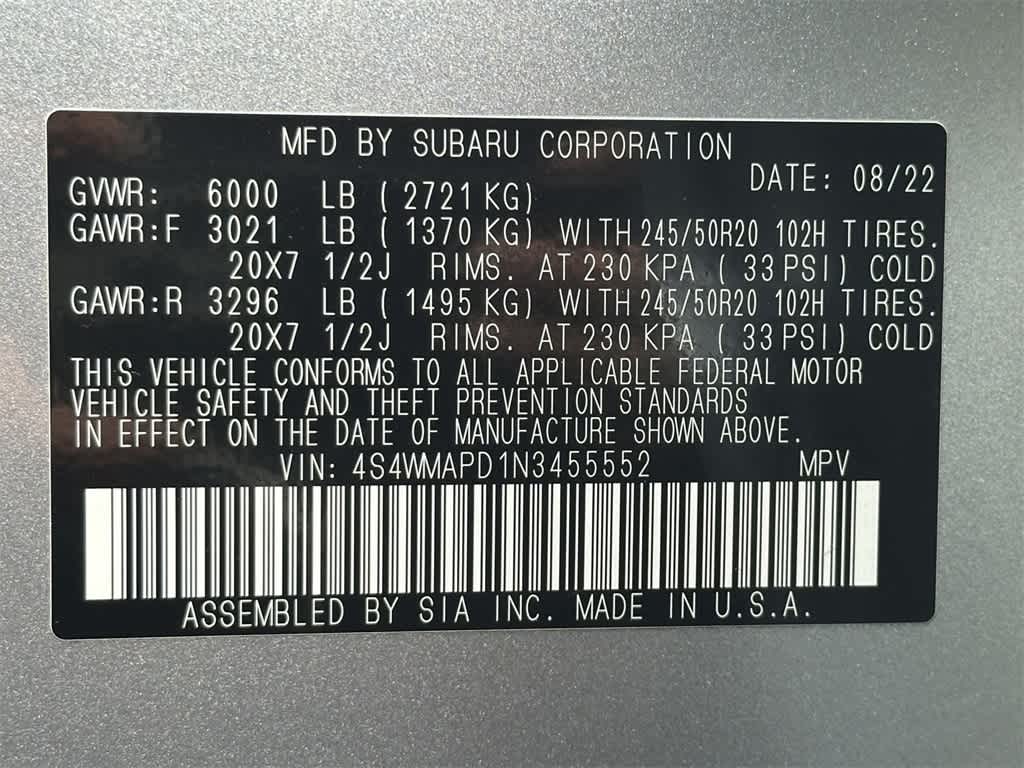 MFD BY SUBARU CORPORATION
DATE: 08/22
GVWR: 6000 LB ( 2721 KG)
GAWR:F 3021 LB ( 1370 KG) WITH 245/50R20 102H TIRES.
20X7 1/2J RIMS. AT 230 KPA ( 33 PSI) COLD
GAWR:R 3296 LB ( 1495 KG) WITH 245/50R20 102H TIRES.
20X7 1/2J RIMS. AT 230 KPA ( 33 PSI) COLD
THIS VEHICLE CONFORMS TO ALL APPLICABLE FEDERAL MOTOR
VEHICLE SAFETY AND THEFT PREVENTION STANDARDS
IN EFFECT ON THE DATE OF MANUFACTURE SHOWN ABOVE.
VIN: 4S4WMAPD1N3455552 MPV
ASSEMBLED BY SIA INC. MADE IN U.S.A.